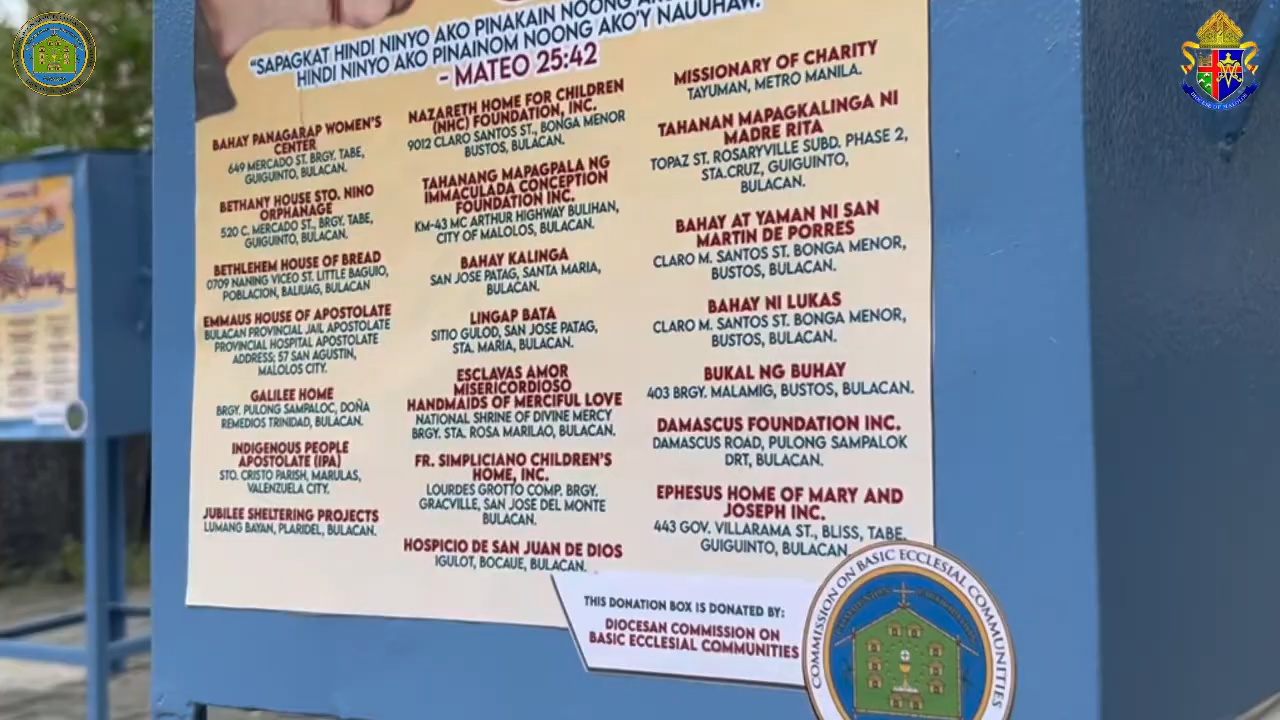 "SAPAGKAT HINDI NINYO AKO PINAKAIN NOONG
HINDI NINYO AKO PINAINOM NOONG AKO'Y NAUUHAW.
- MATEO 25:42
BAHAY PANAGARAP WOMEN'S
CENTER
649 MERCADO ST. BRGY. TABE,
GUIGUINTO, BULACAN.
BETHANY HOUSE STO. NINO
ORPHANAGE
520 C. MERCADO ST., BRGY. TABE,
GUIGUINTO, BULACAN.
BETHLEHEM HOUSE OF BREAD
0709 NANING VICEO ST. LITTLE BAGUIO,
POBLACION, BALIUAG, BULACAN
EMMAUS HOUSE OF APOSTOLATE
BULACAN PROVINCIAL JAIL APOSTOLATE
PROVINCIAL HOSPITAL APOSTOLATE
ADDRESS; 57 SAN AGUSTIN,
MALOLOS CITY.
GALILEE HOME
BRGY. PULONG SAMPALOC, DOÑA
REMEDIOS TRINIDAD, BULACAN.
INDIGENOUS PEOPLE
APOSTOLATE (IPA)
STO. CRISTO PARISH, MARULAS,
VALENZUELA CITY.
JUBILEE SHELTERING PROJECTS
LUMANG BAYAN, PLARIDEL, BULACAN.
NAZARETH HOME FOR CHILDREN
(NHC) FOUNDATION, INC.
9012 CLARO SANTOS ST., BONGA MENOR
BUSTOS, BULACAN.
TAHANANG MAPAGPALA NG
IMMACULADA CONCEPTION
FOUNDATION INC.
KM-43 MC ARTHUR HIGHWAY BULIHAN,
CITY OF MALOLOS, BULACAN.
BAHAY KALINGA
SAN JOSE PATAG, SANTA MARIA,
BULACAN.
LINGAP BATA
SITIO GULOD, SAN JOSE PATAG,
STA. MARIA, BULACAN.
ESCLAVAS AMOR
MISERICORDIOSO
HANDMAIDS OF MERCIFUL LOVE
NATIONAL SHRINE OF DIVINE MERCY
BRGY. STA. ROSA MARILAO, BULACAN.
FR. SIMPLICIANO CHILDREN'S
HOME, INC.
LOURDES GROTTO COMP. BRGY.
GRACVILLE, SAN JOSE DEL MONTE
BULACAN.
HOSPICIO DE SAN JUAN DE DIOS
IGULOT, BOCAUE, BULACAN.
MISSIONARY OF CHARITY
TAYUMAN, METRO MANILA.
TAHANAN MAPAGKALINGA NI
MADRE RITA
TOPAZ ST. ROSARYVILLE SUBD. PHASE 2,
STA.CRUZ, GUIGUINTO,
BULACAN.
BAHAY AT YAMAN NI SAN
MARTIN DE PORRES
CLARO M. SANTOS ST. BONGA MENOR,
BUSTOS, BULACAN.
BAHAY NI LUKAS
CLARO M. SANTOS ST. BONGA MENOR,
BUSTOS, BULACAN.
BUKAL NG BUHAY
403 BRGY. MALAMIG, BUSTOS, BULACAN.
DAMASCUS FOUNDATION INC.
DAMASCUS ROAD, PULONG SAMPALOK
DRT, BULACAN.
EPHESUS HOME OF MARY AND
JOSEPH INC.
443 GOV. VILLARAMA ST., BLISS, TABE,
GUIGUINTO, BULACAN
THIS DONATION BOX IS DONATED BY:
DIOCESAN COMMISSION ON
BASIC ECCLESIAL COMMUNITIES
COMMISSION ON BASIC ECCLESIAL COMMUNITIES
DIOCESE OF MALOLOS